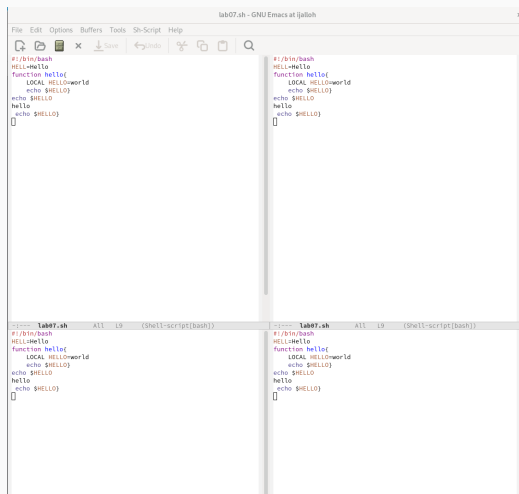 lab07.sh - GNU Emacs at ijalloh
File Edit Options Buffers Tools Sh-Script Help
Save Undo
#!/bin/bash
HELL=Hello
function hello{
    LOCAL HELLO=world
    echo $HELLO}
echo $HELLO
hello
 echo $HELLO}
#!/bin/bash
HELL=Hello
function hello{
    LOCAL HELLO=world
    echo $HELLO}
echo $HELLO
hello
 echo $HELLO}
-:--- lab07.sh All L9 (Shell-script[bash])
-:--- lab07.sh All L9 (Shell-script[bash])
#!/bin/bash
HELL=Hello
function hello{
    LOCAL HELLO=world
    echo $HELLO}
echo $HELLO
hello
 echo $HELLO}
#!/bin/bash
HELL=Hello
function hello{
    LOCAL HELLO=world
    echo $HELLO}
echo $HELLO
hello
 echo $HELLO}